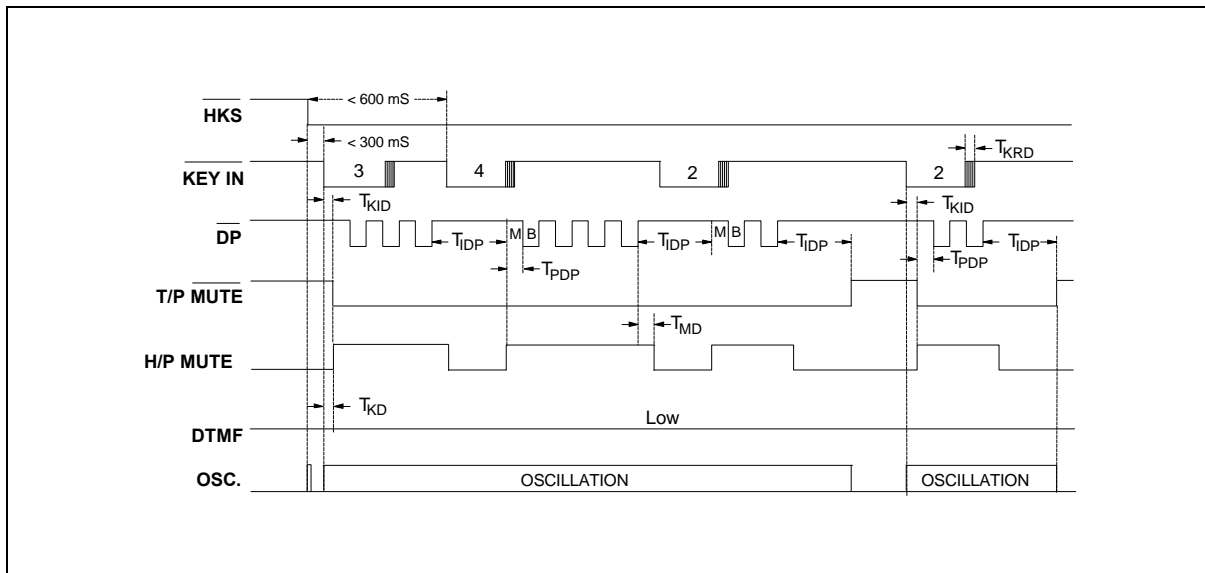 < 600 mS
HKS
< 300 mS
TKRD
KEY IN 3 4 2 2
TKID TKID
DP TIDP M B TIDP M B TIDP TIDP
TPDP TPDP
T/P MUTE
TMD
H/P MUTE
TKD
Low
DTMF
OSC. OSCILLATION OSCILLATION